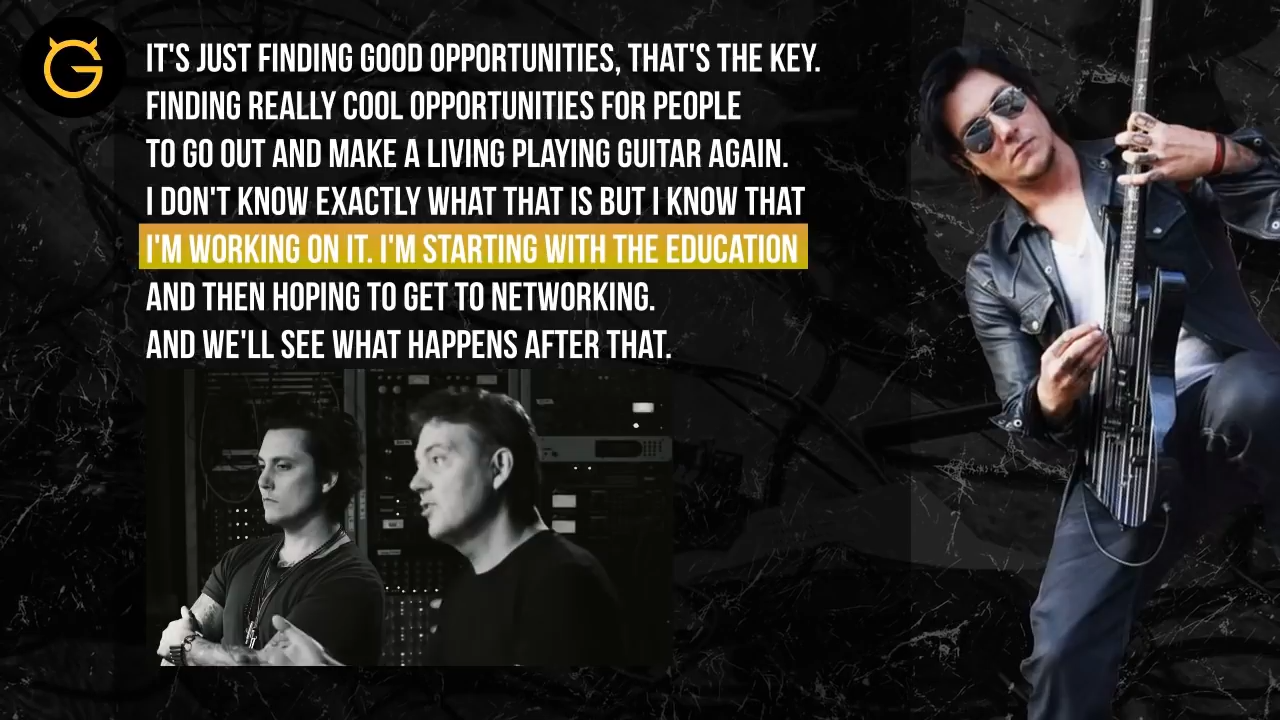 IT'S JUST FINDING GOOD OPPORTUNITIES, THAT'S THE KEY.
FINDING REALLY COOL OPPORTUNITIES FOR PEOPLE
TO GO OUT AND MAKE A LIVING PLAYING GUITAR AGAIN.
I DON'T KNOW EXACTLY WHAT THAT IS BUT I KNOW THAT
I'M WORKING ON IT. I'M STARTING WITH THE EDUCATION
AND THEN HOPING TO GET TO NETWORKING.
AND WE'LL SEE WHAT HAPPENS AFTER THAT.